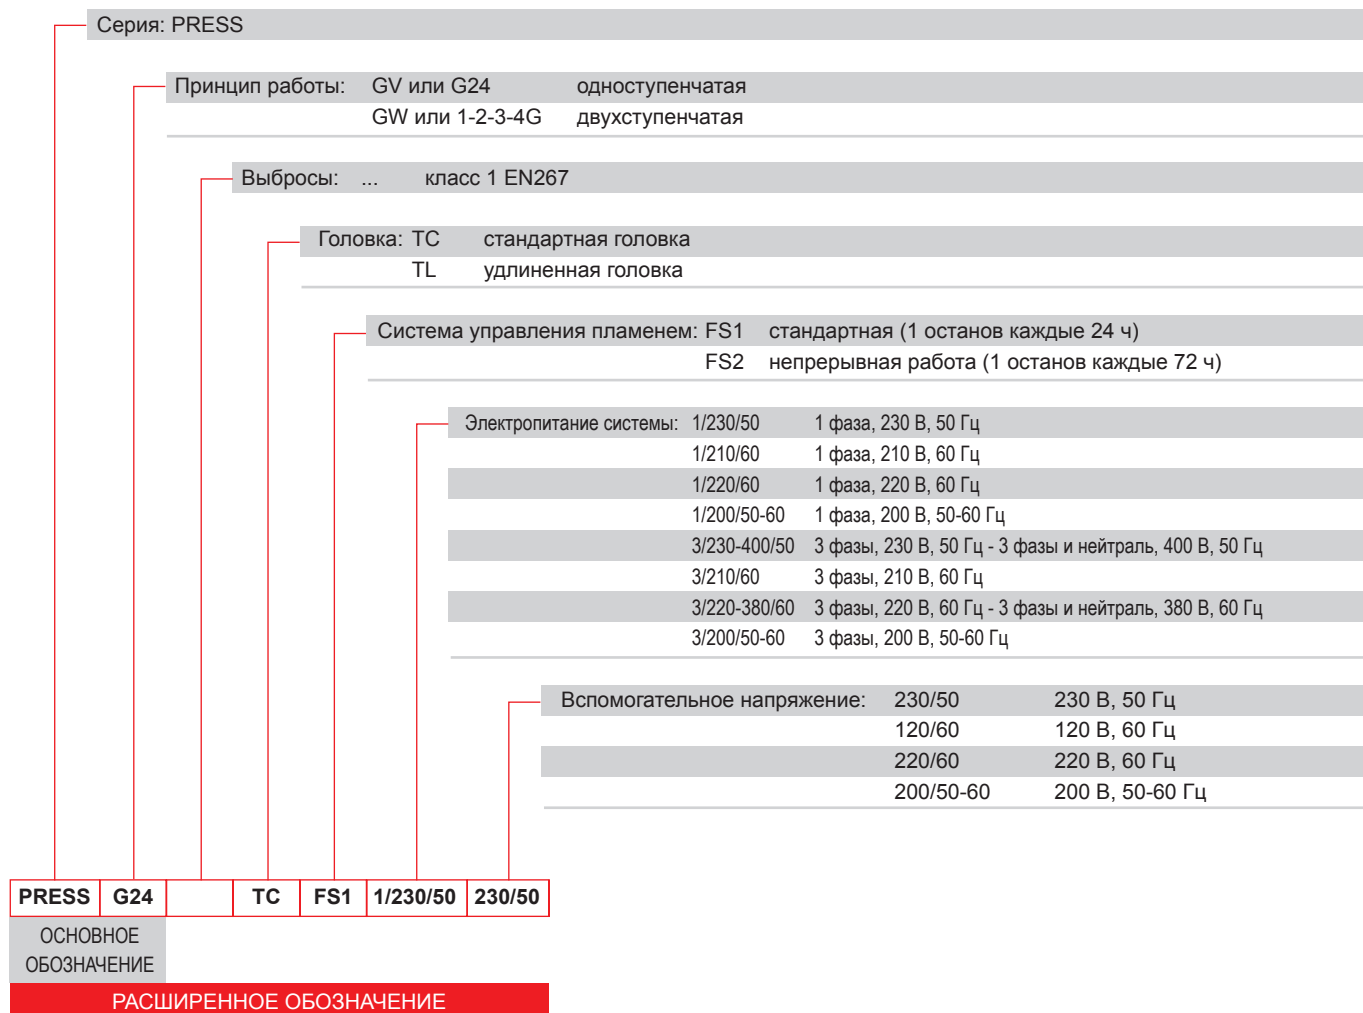 Серия: PRESS
Принцип работы: GV или G24 одноступенчатая
GW или 1-2-3-4G двухступенчатая
Выбросы: ... класс 1 EN267
Головка: TC стандартная головка
TL удлиненная головка
Система управления пламенем: FS1 стандартная (1 останов каждые 24 ч)
FS2 непрерывная работа (1 останов каждые 72 ч)
Электропитание системы: 1/230/50 1 фаза, 230 В, 50 Гц
1/210/60 1 фаза, 210 В, 60 Гц
1/220/60 1 фаза, 220 В, 60 Гц
1/200/50-60 1 фаза, 200 В, 50-60 Гц
3/230-400/50 3 фазы, 230 В, 50 Гц - 3 фазы и нейтраль, 400 В, 50 Гц
3/210/60 3 фазы, 210 В, 60 Гц
3/220-380/60 3 фазы, 220 В, 60 Гц - 3 фазы и нейтраль, 380 В, 60 Гц
3/200/50-60 3 фазы, 200 В, 50-60 Гц
Вспомогательное напряжение: 230/50 230 В, 50 Гц
120/60 120 В, 60 Гц
220/60 220 В, 60 Гц
200/50-60 200 В, 50-60 Гц
PRESS G24 TC FS1 1/230/50 230/50
ОСНОВНОЕ
ОБОЗНАЧЕНИЕ
РАСШИРЕННОЕ ОБОЗНАЧЕНИЕ